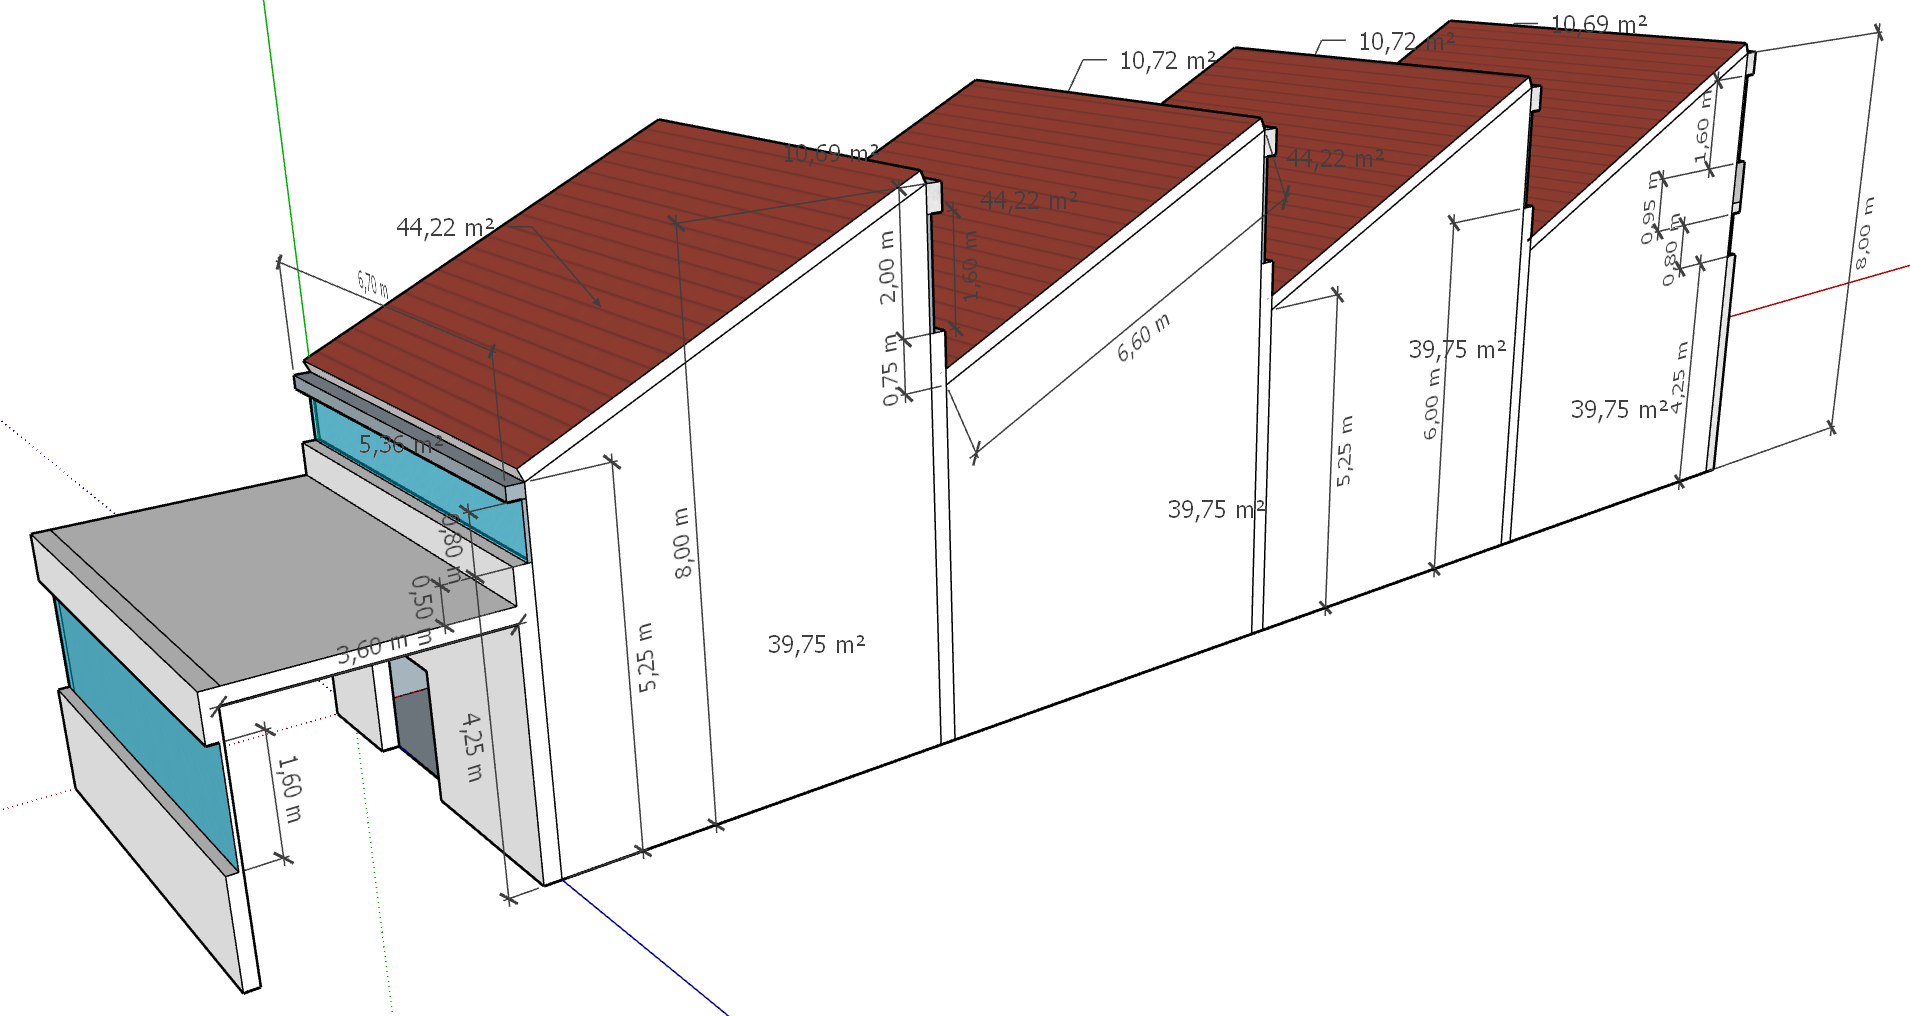 10,69 m²
10,72 m²
10,72 m²
10,69 m²
44,22 m²
44,22 m²
44,22 m²
6,70 m
2,00 m
1,60 m
0,75 m
6,60 m
1,60 m
0,95 m
0,80 m
8,00 m
5,36 m²
0,80 m
0,50 m
3,60 m
4,25 m
1,60 m
5,25 m
8,00 m
39,75 m²
39,75 m²
5,25 m
6,00 m
39,75 m²
39,75 m²
4,25 m